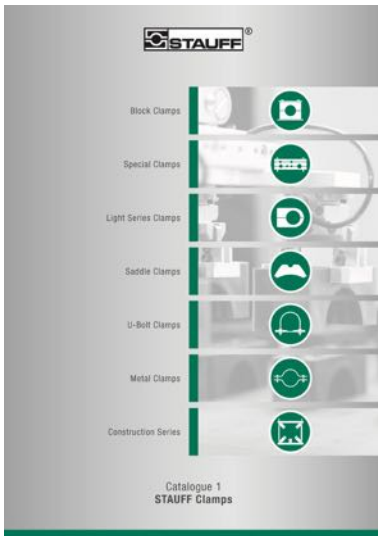 STAUFF®
Block Clamps
Special Clamps
Light Series Clamps
Saddle Clamps
U-Bolt Clamps
Metal Clamps
Construction Series
Catalogue 1
STAUFF Clamps